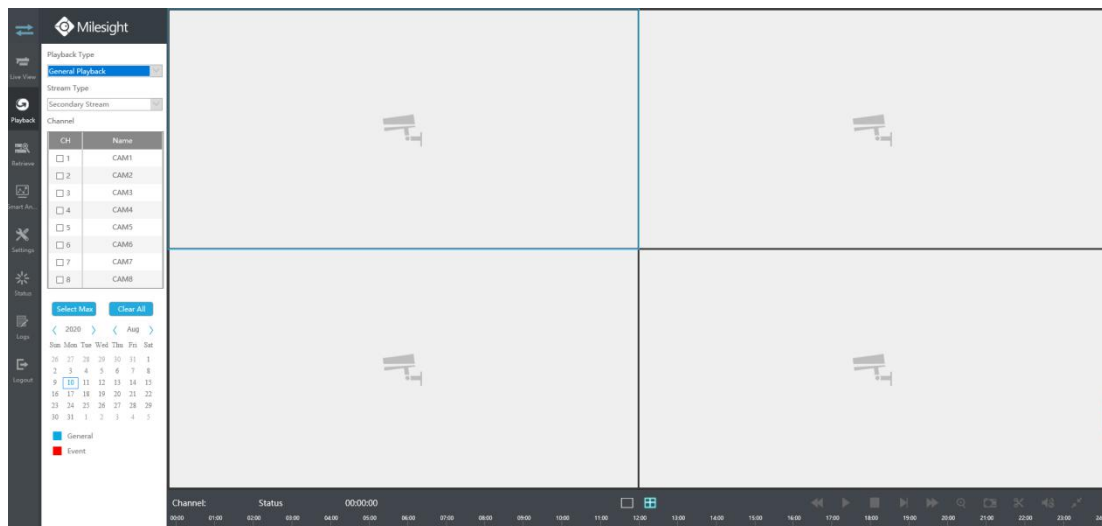 Milesight
Live View
Playback
Retrieve
Smart An...
Settings
Status
Logs
Logout
Playback Type
General Playback
Stream Type
Secondary Stream
Channel
CH Name
1 CAM1
2 CAM2
3 CAM3
4 CAM4
5 CAM5
6 CAM6
7 CAM7
8 CAM8
Select Max Clear All
2020 Aug
Sun Mon Tue Wed Thu Fri Sat
26 27 28 29 30 31 1
2 3 4 5 6 7 8
9 10 11 12 13 14 15
16 17 18 19 20 21 22
23 24 25 26 27 28 29
30 31 1 2 3 4 5
General
Event
Channel: Status 00:00:00
00:00 01:00 02:00 03:00 04:00 05:00 06:00 07:00 08:00 09:00 10:00 11:00 12:00 13:00 14:00 15:00 16:00 17:00 18:00 19:00 20:00 21:00 22:00 23:00